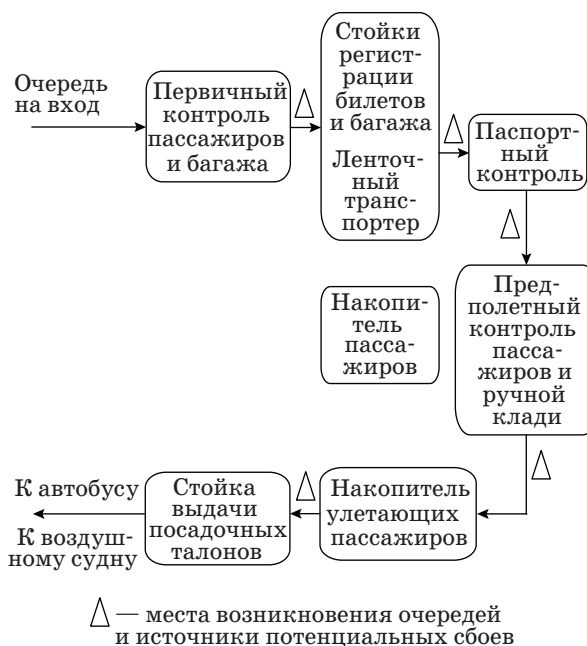 Очередь
на вход
Первичный
контроль
пассажиров
и багажа
Стойки
регист-
рации
билетов
и багажа
Ленточ-
ный
транс-
портер
Паспорт-
ный
контроль
Пред-
полетный
контроль
пасса-
жиров и
ручной
клади
Накопи-
тель
пасса-
жиров
Накопитель
улетающих
пассажиров
Стойка
выдачи
посадочных
талонов
К автобусу
К воздуш-
ному судну
— места возникновения очередей
и источники потенциальных сбоев